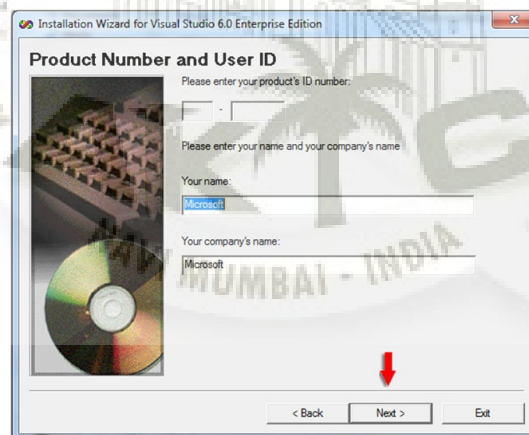 Installation Wizard for Visual Studio 6.0 Enterprise Edition
Product Number and User ID
Please enter your product's ID number:
-
Please enter your name and your company's name
Your name:
Microsoft
Your company's name:
Microsoft
MUMBAI - INDIA
< Back
Next >
Exit